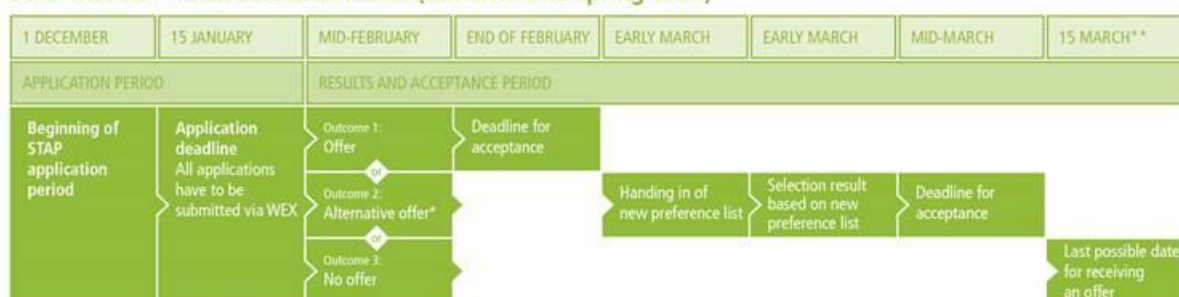 1 DECEMBER
15 JANUARY
MID-FEBRUARY
END OF FEBRUARY
EARLY MARCH
EARLY MARCH
MID-MARCH
15 MARCH**
APPLICATION PERIOD
RESULTS AND ACCEPTANCE PERIOD
Beginning of
STAP
application
period
Application
deadline
All applications
have to be
submitted via WEX
Outcome 1:
Offer
Deadline for
acceptance
or
Outcome 2:
Alternative offer*
Handing in of
new preference list
Selection result
based on new
preference list
Deadline for
acceptance
or
Outcome 3:
No offer
Last possible date
for receiving
an offer